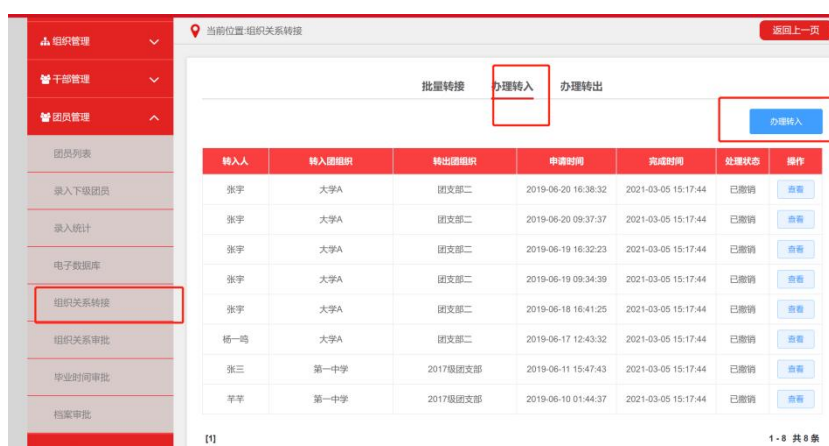 当前位置:组织关系转接
返回上一页
组织管理
干部管理
团员管理
团员列表
录入下级团员
录入统计
电子数据库
组织关系转接
组织关系审批
毕业时间审批
档案审批
批量转接 办理转入 办理转出
办理转入
转入人 转入团组织 转出团组织 申请时间 完成时间 处理状态 操作
张宇 大学A 团支部二 2019-06-20 16:38:32 2021-03-05 15:17:44 已撤销 查看
张宇 大学A 团支部二 2019-06-20 09:37:37 2021-03-05 15:17:44 已撤销 查看
张宇 大学A 团支部二 2019-06-19 16:32:23 2021-03-05 15:17:44 已撤销 查看
张宇 大学A 团支部二 2019-06-19 09:34:39 2021-03-05 15:17:44 已撤销 查看
张宇 大学A 团支部二 2019-06-18 16:41:25 2021-03-05 15:17:44 已撤销 查看
杨一鸣 大学A 团支部二 2019-06-17 12:43:32 2021-03-05 15:17:44 已撤销 查看
张三 第一中学 2017级团支部 2019-06-11 15:47:43 2021-03-05 15:17:44 已撤销 查看
芊芊 第一中学 2017级团支部 2019-06-10 01:44:37 2021-03-05 15:17:44 已撤销 查看
[1] 1 - 8 共 8 条